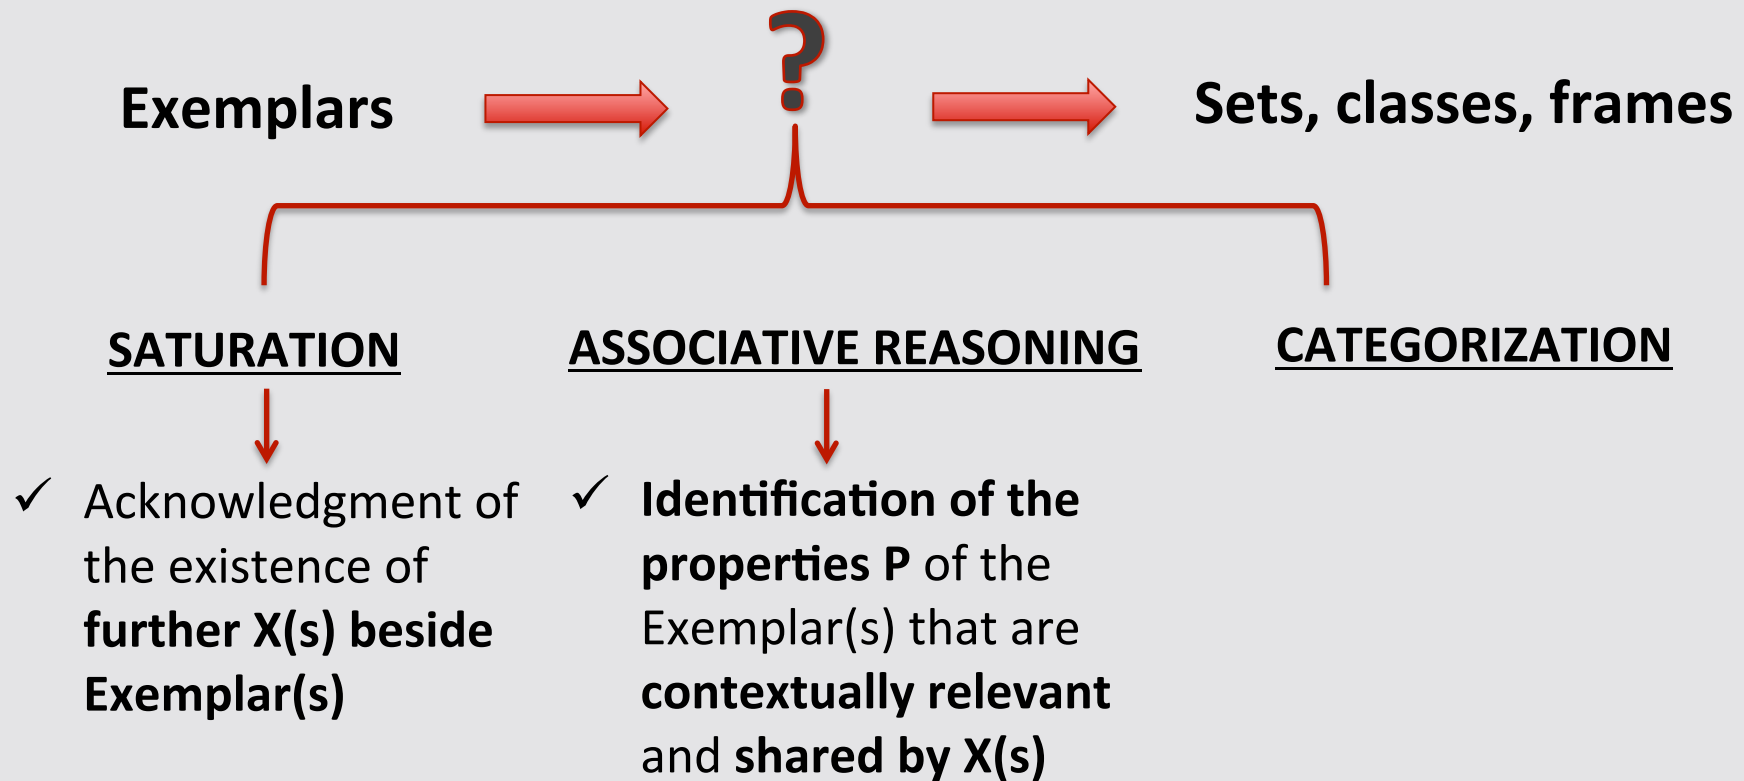 Exemplars
?
Sets, classes, frames
SATURATION
ASSOCIATIVE REASONING
CATEGORIZATION
✓ Acknowledgment of
the existence of
further X(s) beside
Exemplar(s)
✓ Identification of the
properties P of the
Exemplar(s) that are
contextually relevant
and shared by X(s)